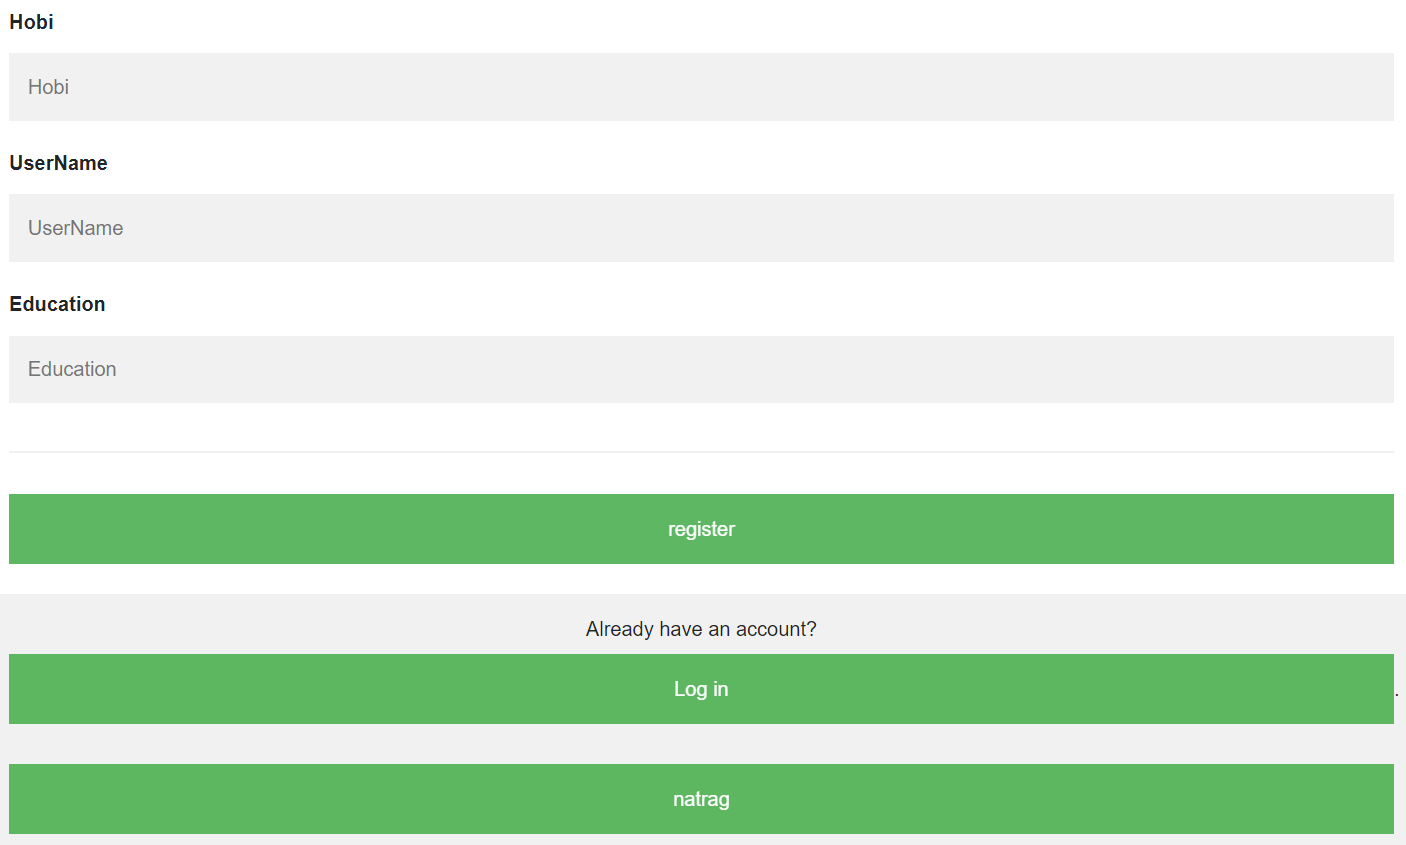 Hobi
Hobi
UserName
UserName
Education
Education
register
Already have an account?
Log in .
natrag